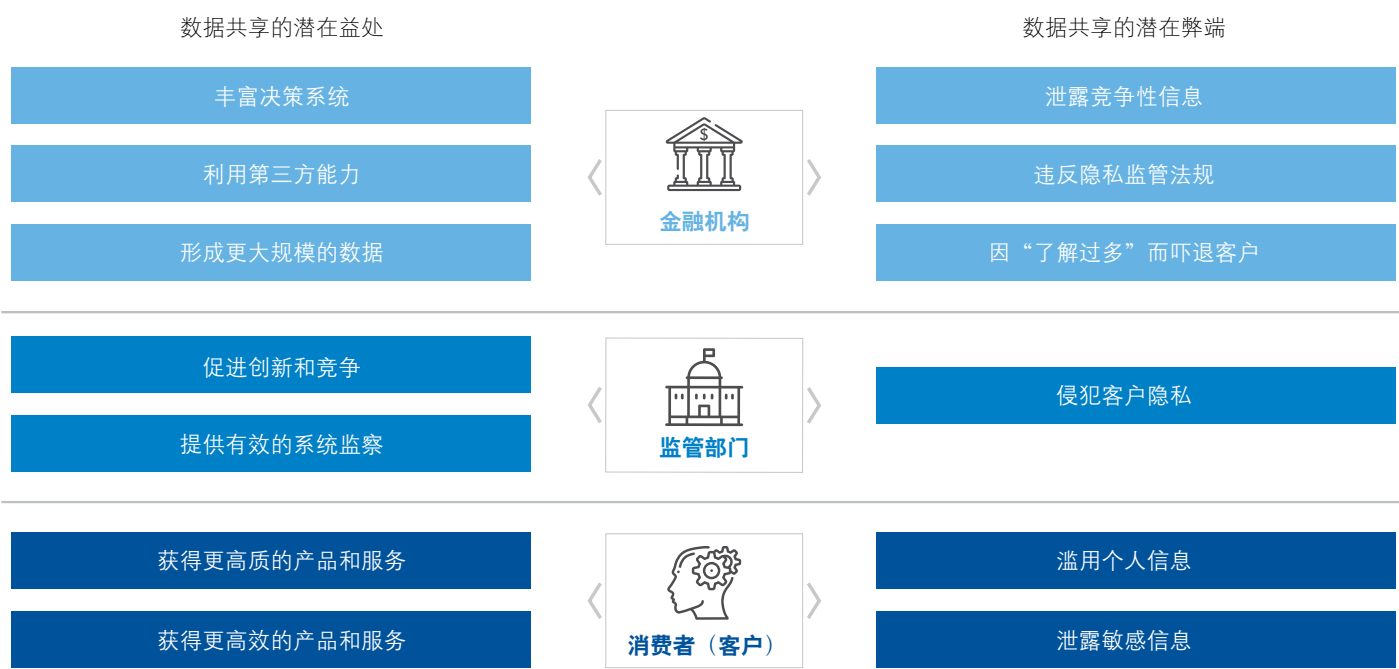 数据共享的潜在益处
数据共享的潜在弊端
丰富决策系统
利用第三方能力
形成更大规模的数据
$
金融机构
泄露竞争性信息
违反隐私监管法规
因“了解过多”而吓退客户
促进创新和竞争
提供有效的系统监察
监管部门
侵犯客户隐私
获得更高质的产品和服务
获得更高效的产品和服务
消费者（客户）
滥用个人信息
泄露敏感信息